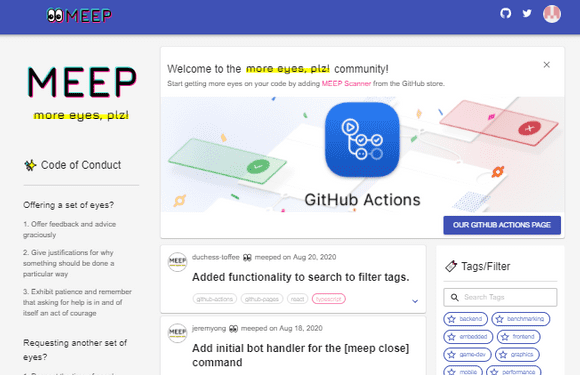 MEEP
MEEP
more eyes, plz!
Code of Conduct
Offering a set of eyes?
1. Offer feedback and advice
graciously
2. Give justifications for why
something should be done a
particular way
3. Exhibit patience and remember
that asking for help is in and of
itself an act of courage
Requesting another set of
eyes?
Welcome to the more eyes, plz! community!
Start getting more eyes on your code by adding MEEP Scanner from the GitHub store.
GitHub Actions
OUR GITHUB ACTIONS PAGE
MEEP
duchess-toffee meeped on Aug 20, 2020
Added functionality to search to filter tags.
github-actions github-pages react typescript
MEEP
jeremyong meeped on Aug 18, 2020
Add initial bot handler for the [meep close]
command
Tags/Filter
Search Tags
backend benchmarking
embedded frontend
game-dev graphics
mobile performance